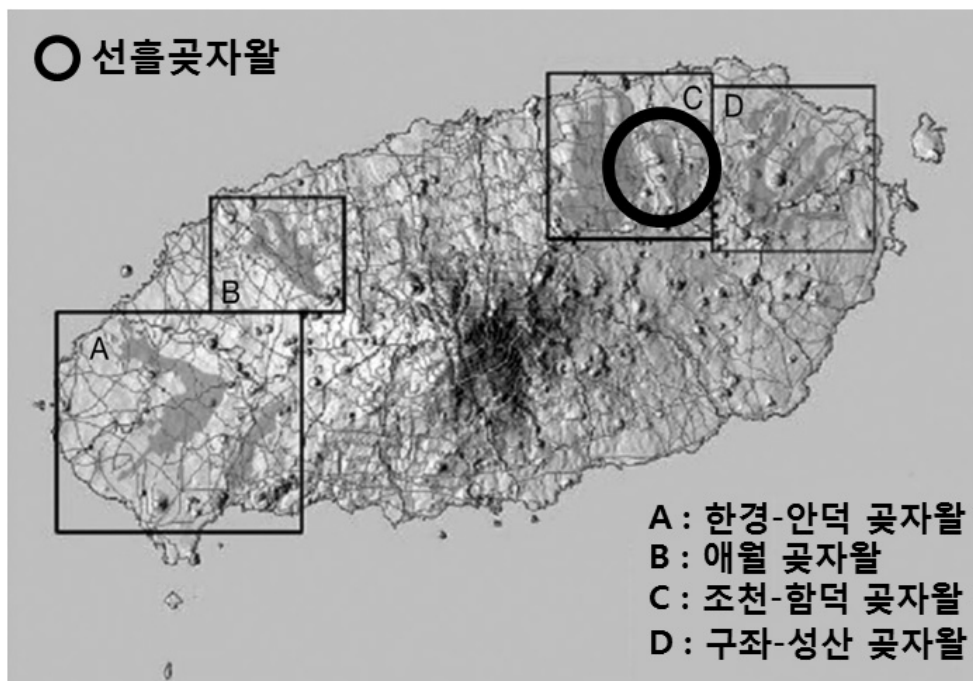 선흘곶자왈
C
D
B
A
A : 한경-안덕 곶자왈
B : 애월 곶자왈
C : 조천-함덕 곶자왈
D : 구좌-성산 곶자왈